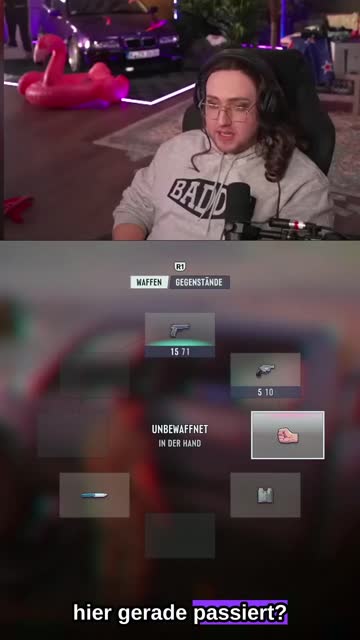 BADD
R1
WAFFEN GEGENSTÄNDE
15 71
5 10
UNBEWAFFNET
IN DER HAND
hier gerade passiert?